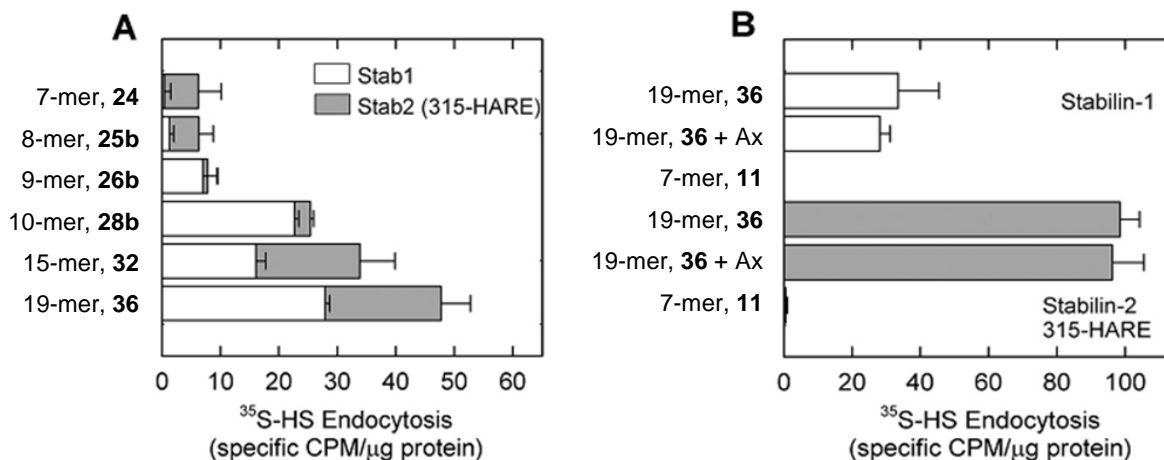 A
Stab1
Stab2 (315-HARE)
7-mer, 24
8-mer, 25b
9-mer, 26b
10-mer, 28b
15-mer, 32
19-mer, 36
0 10 20 30 40 50 60
³⁵S-HS Endocytosis
(specific CPM/μg protein)
B
Stabilin-1
19-mer, 36
19-mer, 36 + Ax
7-mer, 11
19-mer, 36
19-mer, 36 + Ax
7-mer, 11
Stabilin-2
315-HARE
0 20 40 60 80 100
³⁵S-HS Endocytosis
(specific CPM/μg protein)